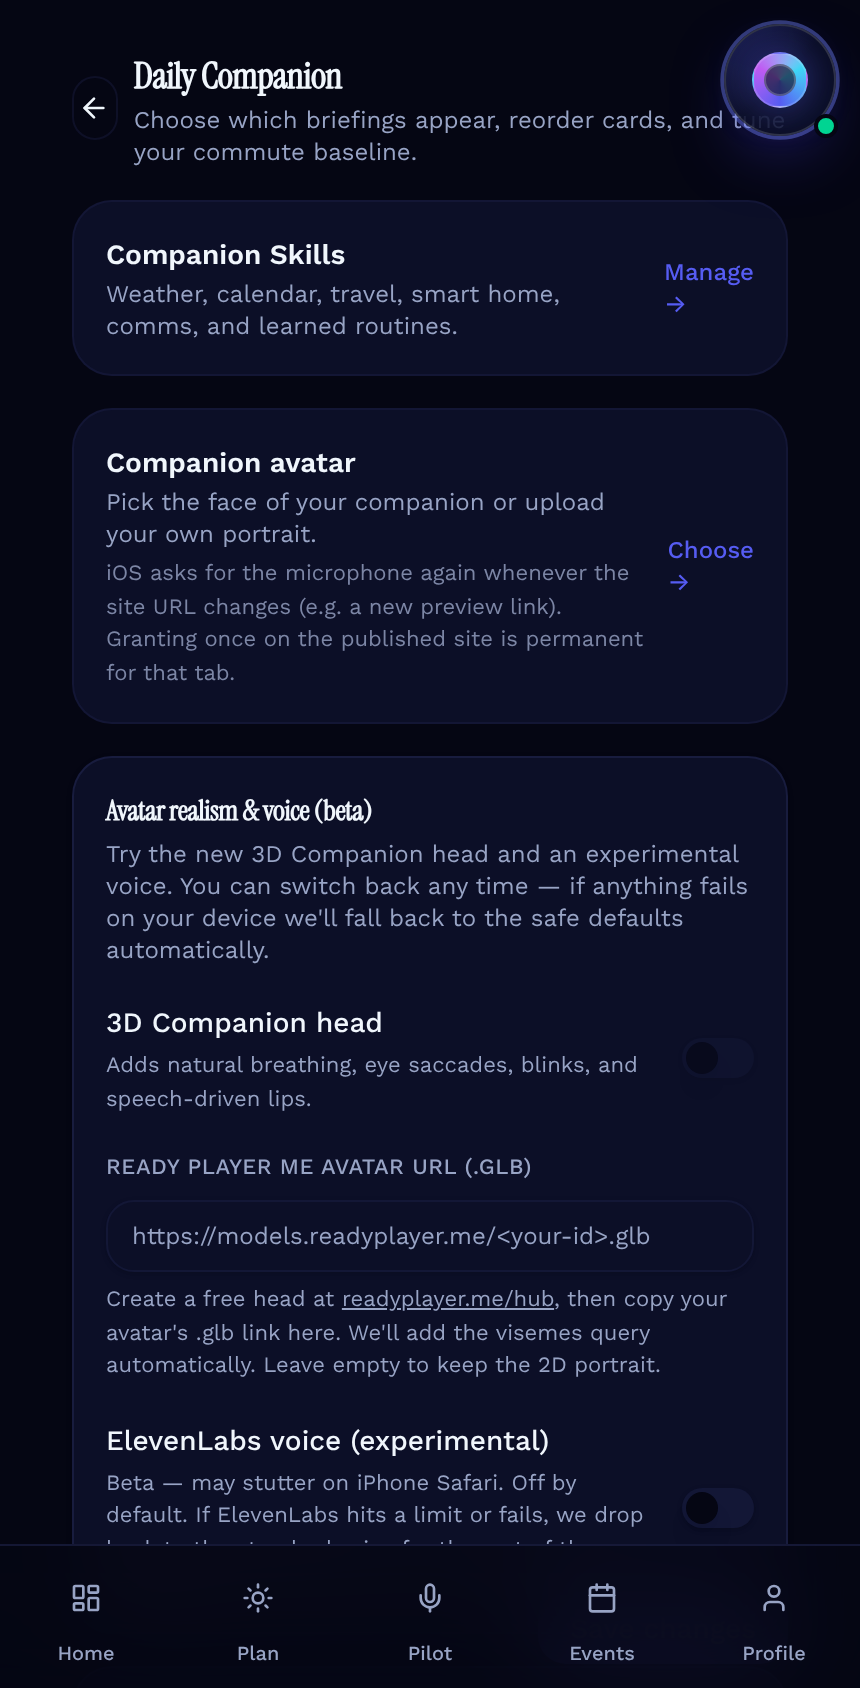 Daily Companion
Choose which briefings appear, reorder cards, and tune
your commute baseline.
Companion Skills
Weather, calendar, travel, smart home,
comms, and learned routines.
Manage
→
Companion avatar
Pick the face of your companion or upload
your own portrait.
iOS asks for the microphone again whenever the
site URL changes (e.g. a new preview link).
Granting once on the published site is permanent
for that tab.
Choose
→
Avatar realism & voice (beta)
Try the new 3D Companion head and an experimental
voice. You can switch back any time — if anything fails
on your device we'll fall back to the safe defaults
automatically.
3D Companion head
Adds natural breathing, eye saccades, blinks, and
speech-driven lips.
READY PLAYER ME AVATAR URL (.GLB)
https://models.readyplayer.me/<your-id>.glb
Create a free head at readyplayer.me/hub, then copy your
avatar's .glb link here. We'll add the visemes query
automatically. Leave empty to keep the 2D portrait.
ElevenLabs voice (experimental)
Beta — may stutter on iPhone Safari. Off by
default. If ElevenLabs hits a limit or fails, we drop
Home
Plan
Pilot
Events
Profile